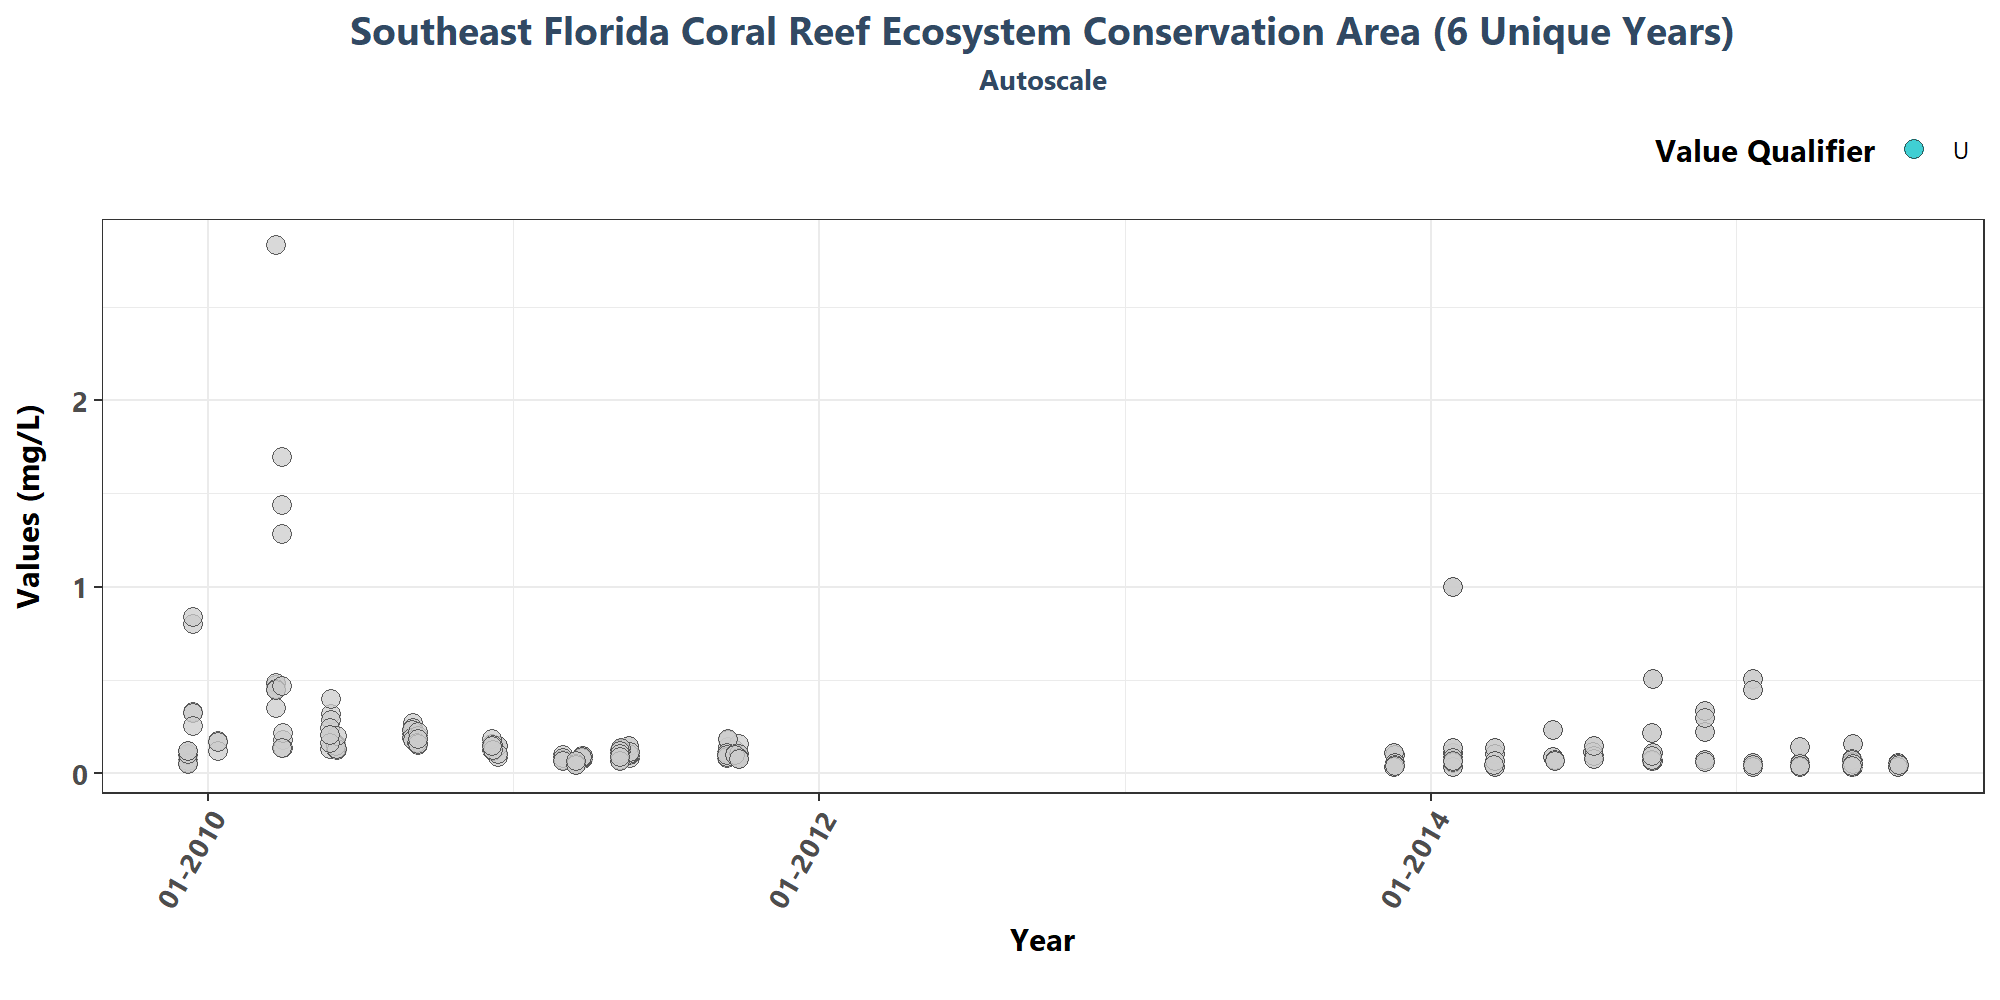 Southeast Florida Coral Reef Ecosystem Conservation Area (6 Unique Years)
Autoscale
Value Qualifier U
Values (mg/L)
2
1
0
01-2010
01-2012
01-2014
Year